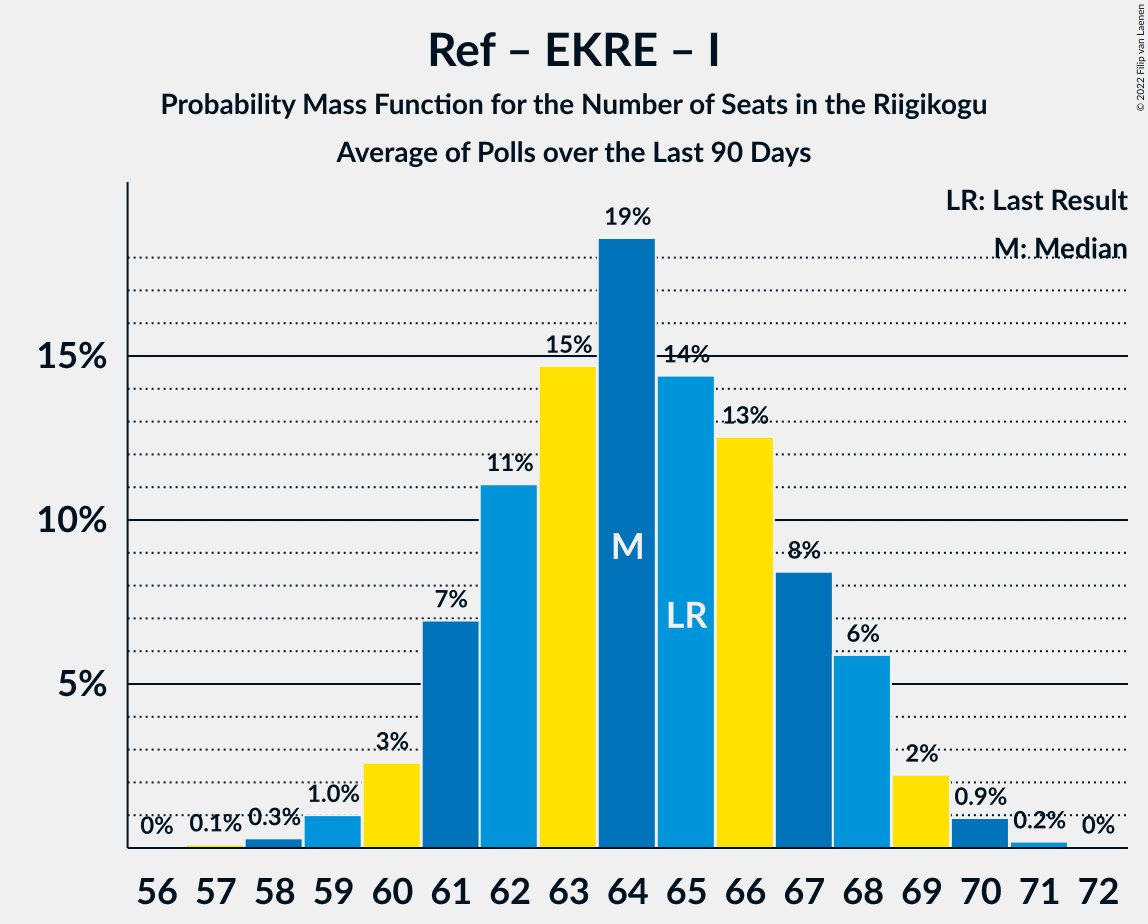 Ref – EKRE – I
Probability Mass Function for the Number of Seats in the Riigikogu
Average of Polls over the Last 90 Days
© 2022 Filip van Laenen
LR: Last Result
M: Median
19%
15%
15%
14%
13%
11%
10%
M
8%
7%
LR
6%
5%
3%
2%
1.0%
0.9%
0%
0.1%
0.3%
0.2%
0%
56 57 58 59 60 61 62 63 64 65 66 67 68 69 70 71 72